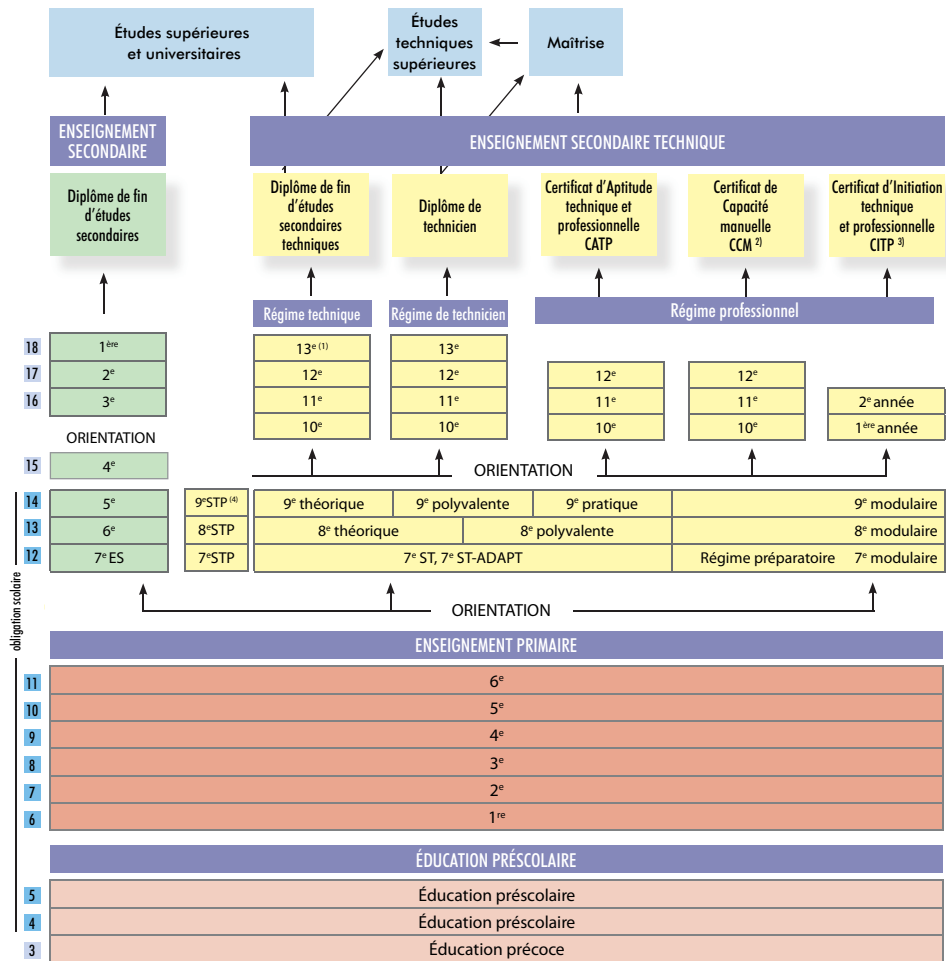 Études supérieures
et universitaires
Études
techniques
supérieures
Maîtrise
ENSEIGNEMENT
SECONDAIRE
ENSEIGNEMENT SECONDAIRE TECHNIQUE
Diplôme de fin
d'études
secondaires
Diplôme de fin
d'études
secondaires
techniques
Diplôme de
technicien
Certificat d'Aptitude
technique et
professionnelle
CATP
Certificat de
Capacité
manuelle
CCM 2)
Certificat d'Initiation
technique
et professionnelle
CITP 3)
Régime technique
Régime de technicien
Régime professionnel
18 1ère 13e (1) 13e
17 2e 12e 12e 12e 12e
16 3e 11e 11e 11e 11e 2e année
10e 10e 10e 10e 1ère année
ORIENTATION
15 4e
ORIENTATION
14 5e 9eSTP (4) 9e théorique 9e polyvalente 9e pratique 9e modulaire
13 6e 8eSTP 8e théorique 8e polyvalente 8e modulaire
12 7e ES 7eSTP 7e ST, 7e ST-ADAPT Régime préparatoire 7e modulaire
obligation scolaire
ORIENTATION
ENSEIGNEMENT PRIMAIRE
11 6e
10 5e
9 4e
8 3e
7 2e
6 1re
ÉDUCATION PRÉSCOLAIRE
5 Éducation préscolaire
4 Éducation préscolaire
3 Éducation précoce